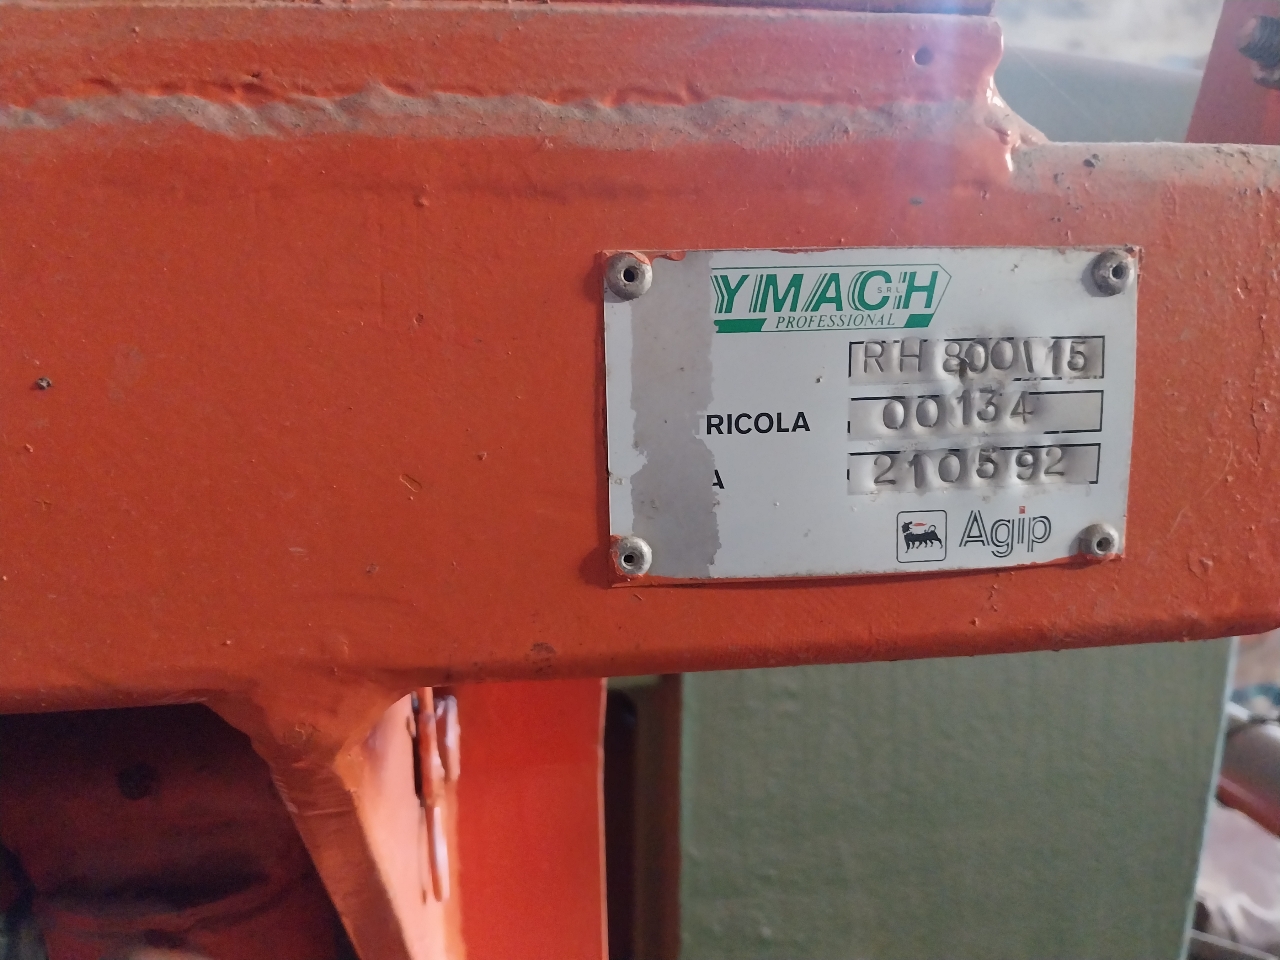 YMACH
SRL
PROFESSIONAL
RH 800\15
RICOLA 00134
A 210592
Agip